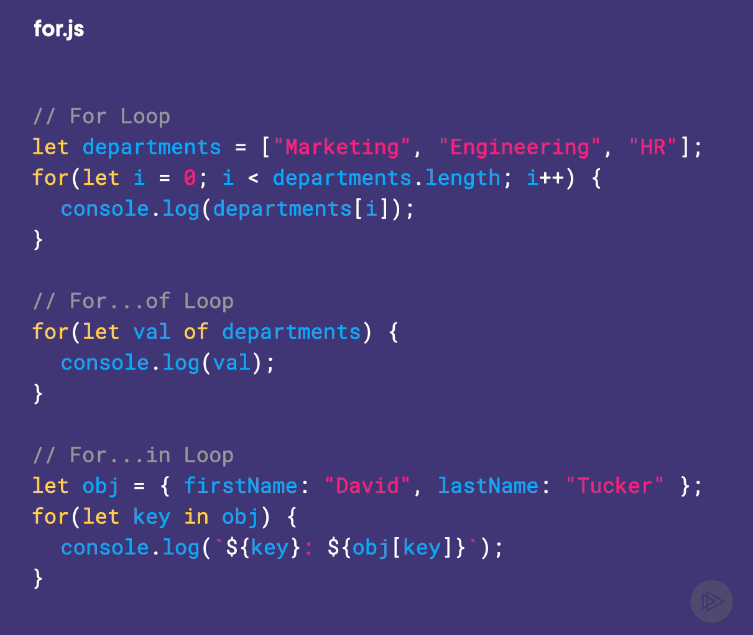 for.js
// For Loop
let departments = ["Marketing", "Engineering", "HR"];
for(let i = 0; i < departments.length; i++) {
  console.log(departments[i]);
}
// For...of Loop
for(let val of departments) {
  console.log(val);
}
// For...in Loop
let obj = { firstName: "David", lastName: "Tucker" };
for(let key in obj) {
  console.log(`${key}: ${obj[key]}`);
}